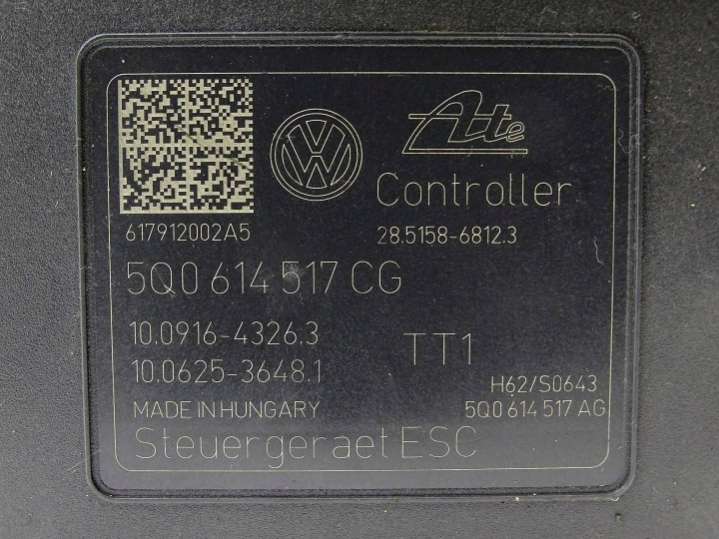 Ate
Controller
617912002A5
28.5158-6812.3
5Q0 614 517 CG
10.0916-4326.3
10.0625-3648.1
TT1
H62/S0643
MADE IN HUNGARY
5Q0 614 517 AG
Steuergeraet ESC